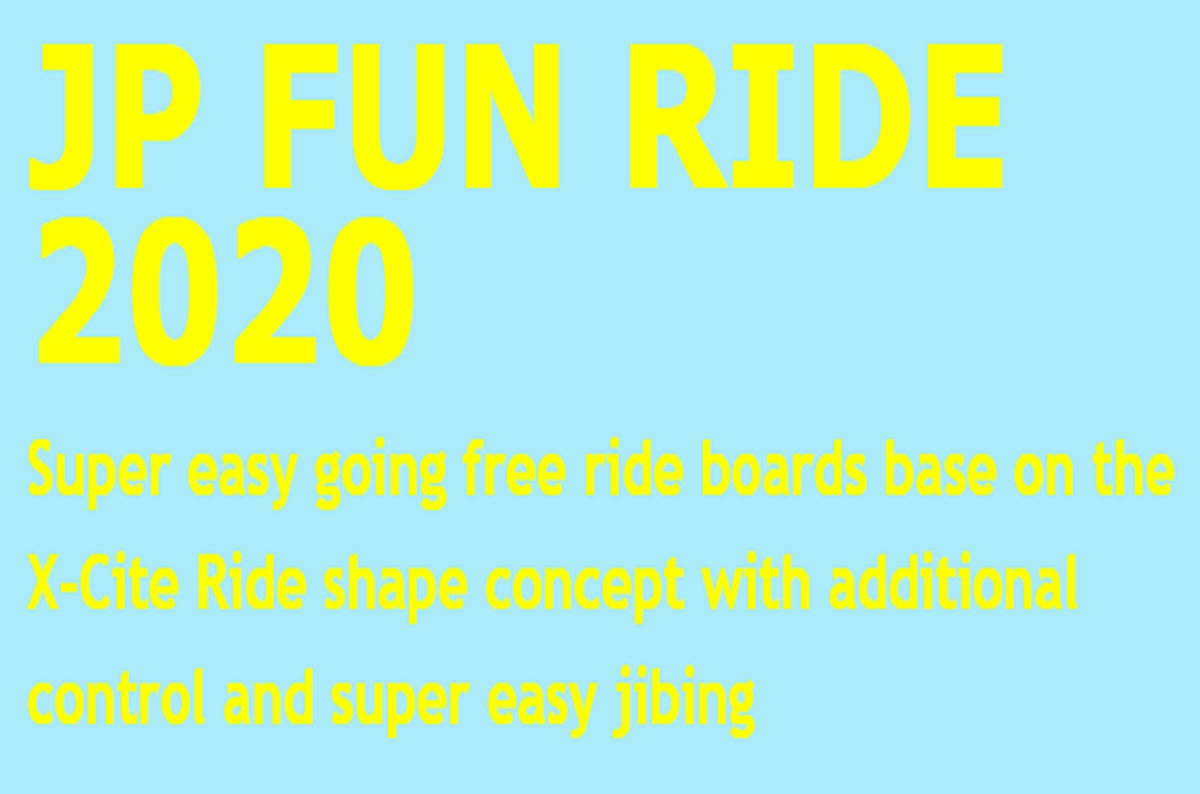 JP FUN RIDE
2020
Super easy going free ride boards base on the
X-Cite Ride shape concept with additional
control and super easy jibing